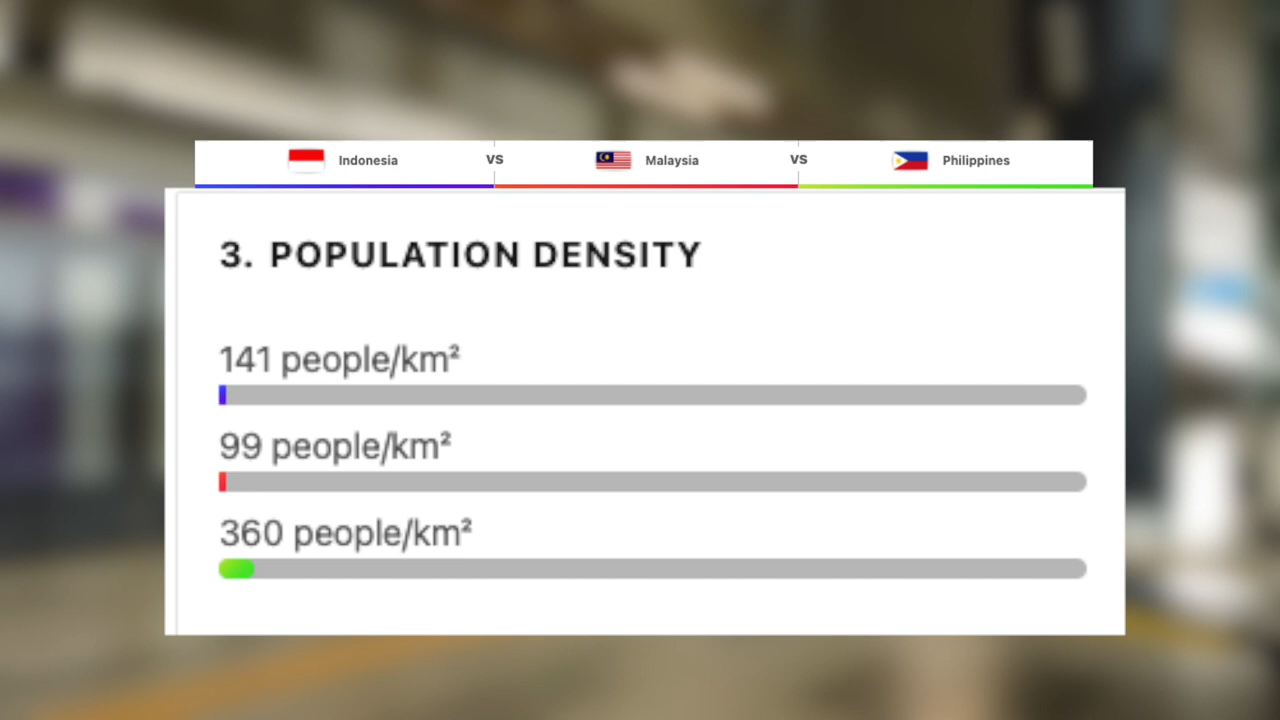 Indonesia VS Malaysia VS Philippines
3. POPULATION DENSITY
141 people/km²
99 people/km²
360 people/km²